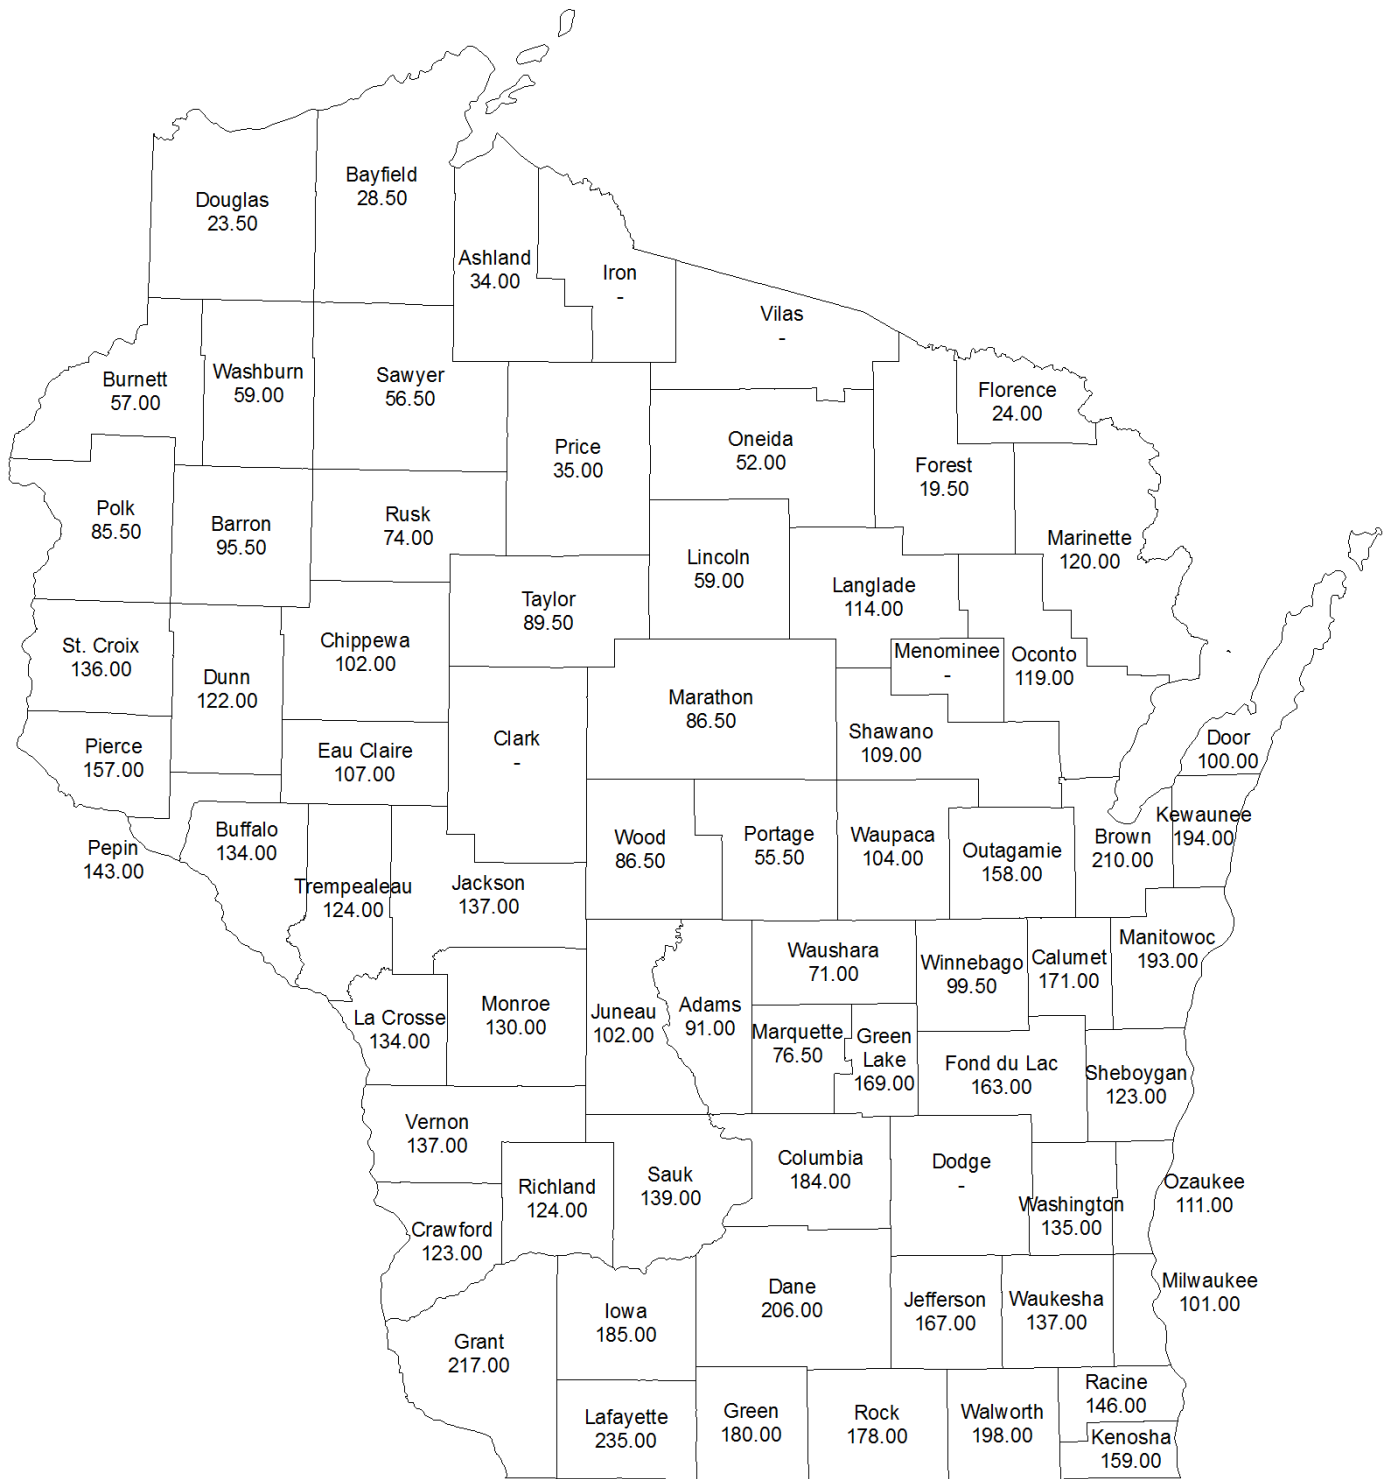 Bayfield
28.50
Douglas
23.50
Ashland
34.00
Iron
-
Vilas
-
Burnett
57.00
Washburn
59.00
Sawyer
56.50
Florence
24.00
Price
35.00
Oneida
52.00
Forest
19.50
Polk
85.50
Barron
95.50
Rusk
74.00
Marinette
120.00
Lincoln
59.00
Langlade
114.00
Taylor
89.50
St. Croix
136.00
Dunn
122.00
Chippewa
102.00
Menominee
-
Oconto
119.00
Marathon
86.50
Pierce
157.00
Eau Claire
107.00
Clark
-
Shawano
109.00
Door
100.00
Pepin
143.00
Buffalo
134.00
Wood
86.50
Portage
55.50
Waupaca
104.00
Outagamie
158.00
Brown
210.00
Kewaunee
194.00
Trempealeau
124.00
Jackson
137.00
Waushara
71.00
Winnebago
99.50
Calumet
171.00
Manitowoc
193.00
La Crosse
134.00
Monroe
130.00
Juneau
102.00
Adams
91.00
Marquette
76.50
Green
Lake
169.00
Fond du Lac
163.00
Sheboygan
123.00
Vernon
137.00
Richland
124.00
Sauk
139.00
Columbia
184.00
Dodge
-
Washington
135.00
Ozaukee
111.00
Crawford
123.00
Iowa
185.00
Dane
206.00
Jefferson
167.00
Waukesha
137.00
Milwaukee
101.00
Grant
217.00
Lafayette
235.00
Green
180.00
Rock
178.00
Walworth
198.00
Racine
146.00
Kenosha
159.00